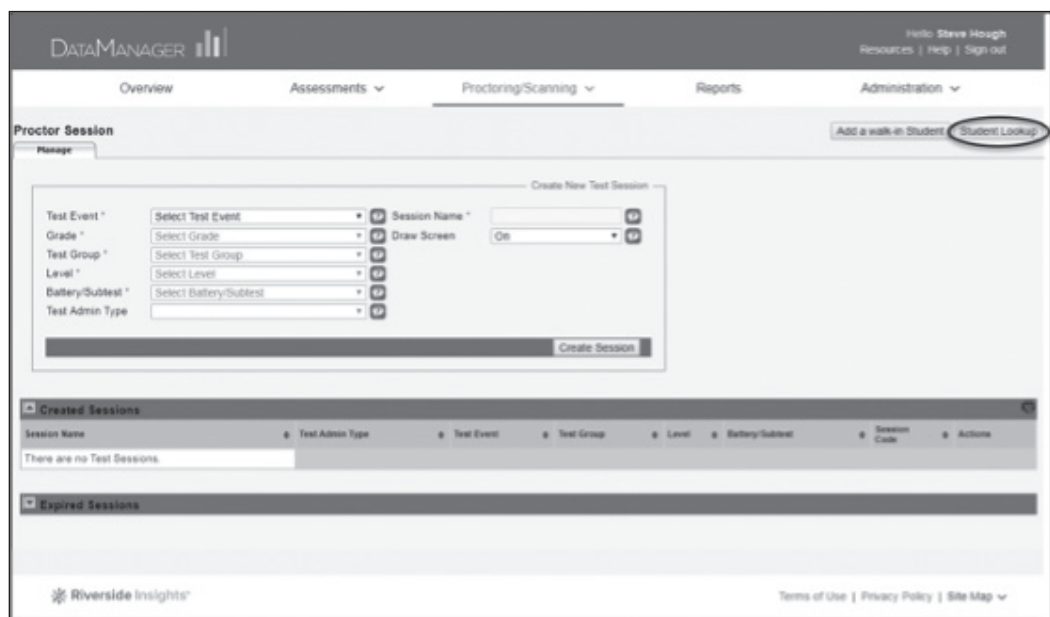 Hello Steve Hough
DATAMANAGER
Resources | Help | Sign out
Overview Assessments Proctoring/Scanning Reports Administration
Proctor Session Add a walk-in Student Student Lookup
Manage
Create New Test Session
Test Event * Select Test Event ? Session Name * ?
Grade * Select Grade ? Draw Screen On ?
Test Group * Select Test Group ?
Level * Select Level ?
Battery/Subtest * Select Battery/Subtest ?
Test Admin Type ?
Create Session
Created Sessions
Session Name Test Admin Type Test Event Test Group Level Battery/Subtest Session Code Actions
There are no Test Sessions.
Expired Sessions
Riverside Insights
Terms of Use | Privacy Policy | Site Map